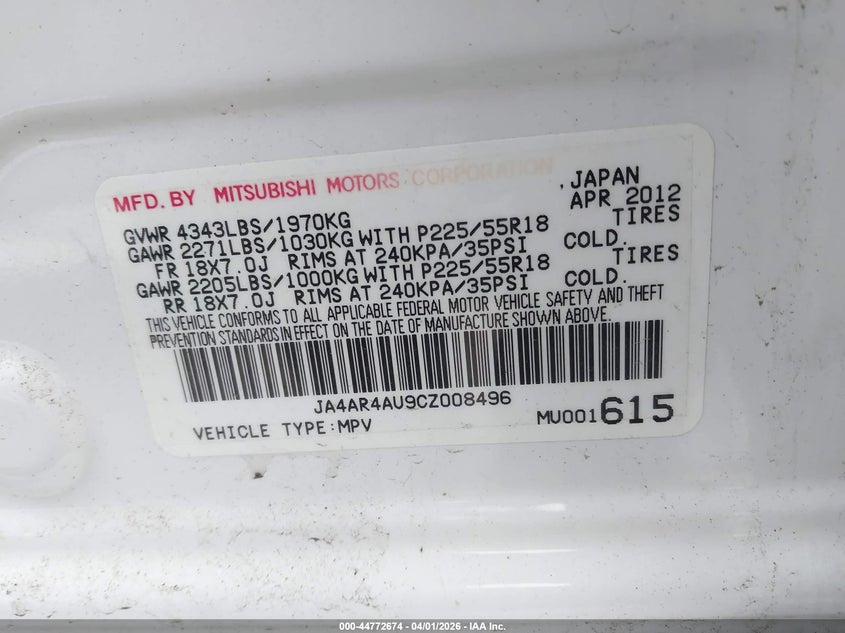 MFD. BY MITSUBISHI MOTORS CORPORATION JAPAN
APR 2012
GVWR 4343LBS/1970KG
GAWR 2271LBS/1030KG WITH P225/55R18 TIRES
FR 18X7.0J RIMS AT 240KPA/35PSI COLD.
GAWR 2205LBS/1000KG WITH P225/55R18 TIRES
RR 18X7.0J RIMS AT 240KPA/35PSI COLD.
THIS VEHICLE CONFORMS TO ALL APPLICABLE FEDERAL MOTOR VEHICLE SAFETY AND THEFT
PREVENTION STANDARDS IN EFFECT ON THE DATE OF MANUFACTURE SHOWN ABOVE.
JA4AR4AU9CZ008496
VEHICLE TYPE:MPV MU001615
000-44772674 - 04/01/2026 - IAA Inc.